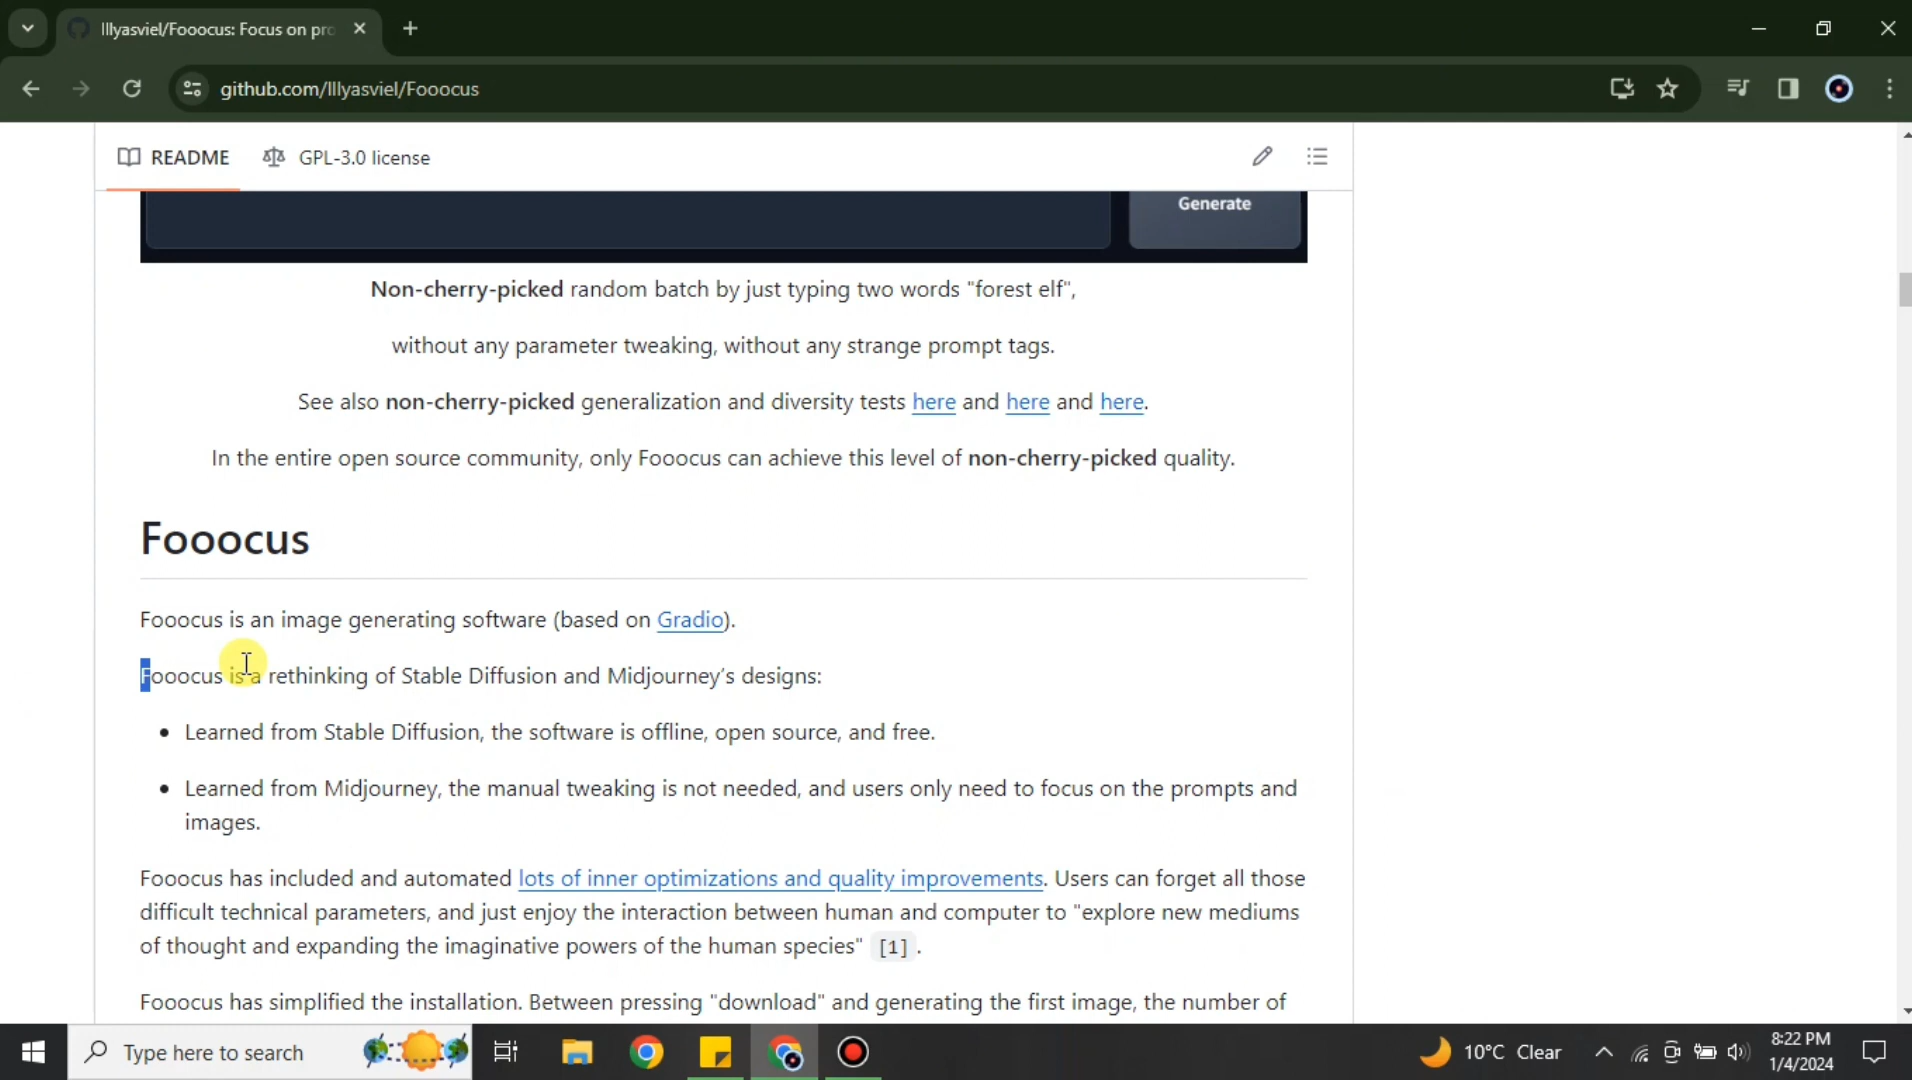 lllyasviel/Fooocus: Focus on pro
github.com/lllyasviel/Fooocus
README
GPL-3.0 license
Generate
Non-cherry-picked random batch by just typing two words "forest elf",
without any parameter tweaking, without any strange prompt tags.
See also non-cherry-picked generalization and diversity tests here and here and here.
In the entire open source community, only Fooocus can achieve this level of non-cherry-picked quality.
Fooocus
Fooocus is an image generating software (based on Gradio).
Fooocus is a rethinking of Stable Diffusion and Midjourney’s designs:
• Learned from Stable Diffusion, the software is offline, open source, and free.
• Learned from Midjourney, the manual tweaking is not needed, and users only need to focus on the prompts and
images.
Fooocus has included and automated lots of inner optimizations and quality improvements. Users can forget all those
difficult technical parameters, and just enjoy the interaction between human and computer to "explore new mediums
of thought and expanding the imaginative powers of the human species" [1].
Fooocus has simplified the installation. Between pressing "download" and generating the first image, the number of
Type here to search
10°C Clear
8:22 PM
1/4/2024